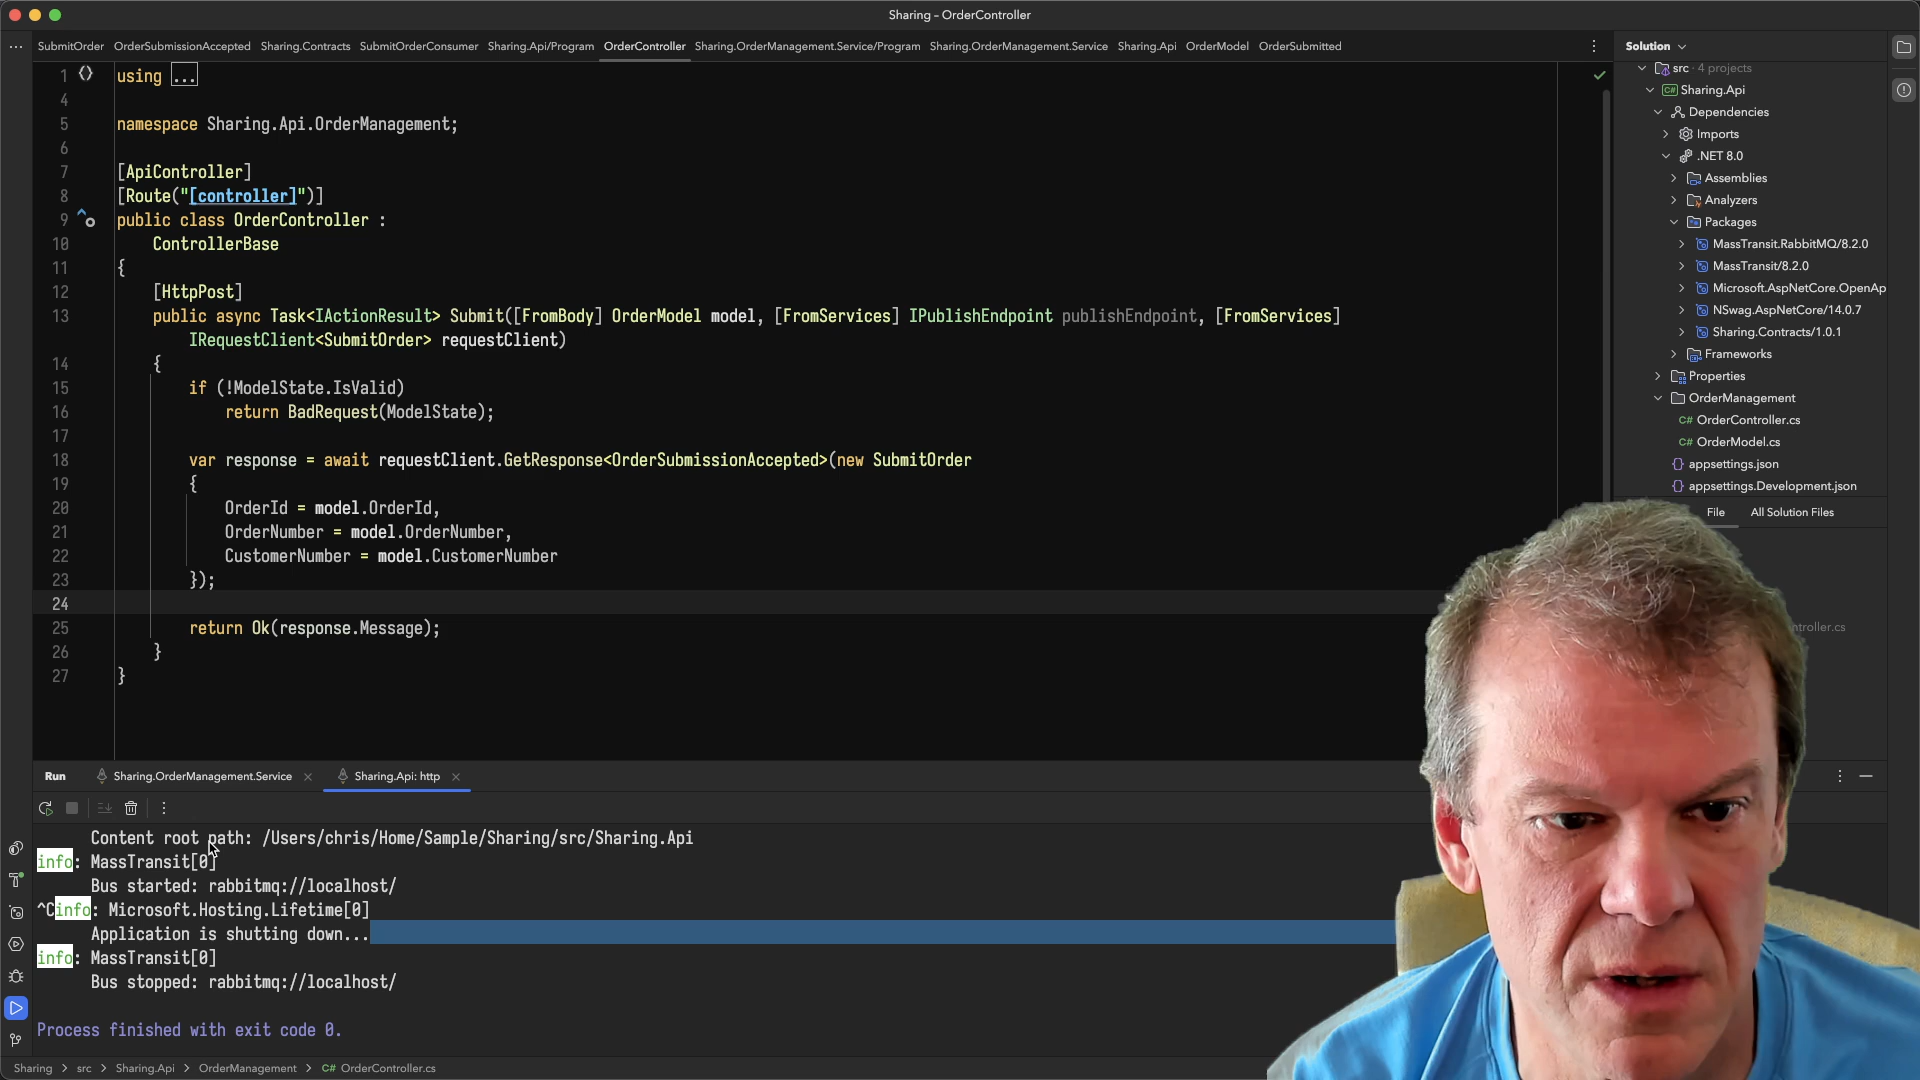 Sharing – OrderController
SubmitOrder OrderSubmissionAccepted Sharing.Contracts SubmitOrderConsumer Sharing.Api/Program OrderController Sharing.OrderManagement.Service/Program Sharing.OrderManagement.Service Sharing.Api OrderModel OrderSubmitted
1 using ...
4
5 namespace Sharing.Api.OrderManagement;
6
7 [ApiController]
8 [Route("[controller]")]
9 public class OrderController :
10 ControllerBase
11 {
12 [HttpPost]
13 public async Task<IActionResult> Submit([FromBody] OrderModel model, [FromServices] IPublishEndpoint publishEndpoint, [FromServices]
IRequestClient<SubmitOrder> requestClient)
14 {
15 if (!ModelState.IsValid)
16 return BadRequest(ModelState);
17
18 var response = await requestClient.GetResponse<OrderSubmissionAccepted>(new SubmitOrder
19 {
20 OrderId = model.OrderId,
21 OrderNumber = model.OrderNumber,
22 CustomerNumber = model.CustomerNumber
23 });
24
25 return Ok(response.Message);
26 }
27 }
Solution
src · 4 projects
C# Sharing.Api
Dependencies
Imports
.NET 8.0
Assemblies
Analyzers
Packages
MassTransit.RabbitMQ/8.2.0
MassTransit/8.2.0
Microsoft.AspNetCore.OpenAp
NSwag.AspNetCore/14.0.7
Sharing.Contracts/1.0.1
Frameworks
Properties
OrderManagement
C# OrderController.cs
C# OrderModel.cs
{} appsettings.json
{} appsettings.Development.json
File All Solution Files
ntroller.cs
Run Sharing.OrderManagement.Service Sharing.Api: http
Content root path: /Users/chris/Home/Sample/Sharing/src/Sharing.Api
info: MassTransit[0]
Bus started: rabbitmq://localhost/
^Cinfo: Microsoft.Hosting.Lifetime[0]
Application is shutting down...
info: MassTransit[0]
Bus stopped: rabbitmq://localhost/
Process finished with exit code 0.
Sharing > src > Sharing.Api > OrderManagement > C# OrderController.cs